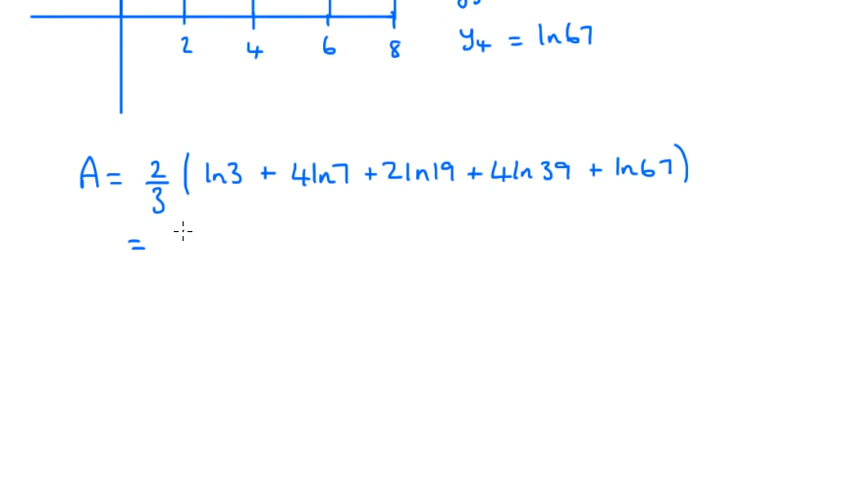 2 4 6 8
y4 = ln67
A = 2/3 ( ln3 + 4ln7 + 2ln19 + 4ln39 + ln67)
=